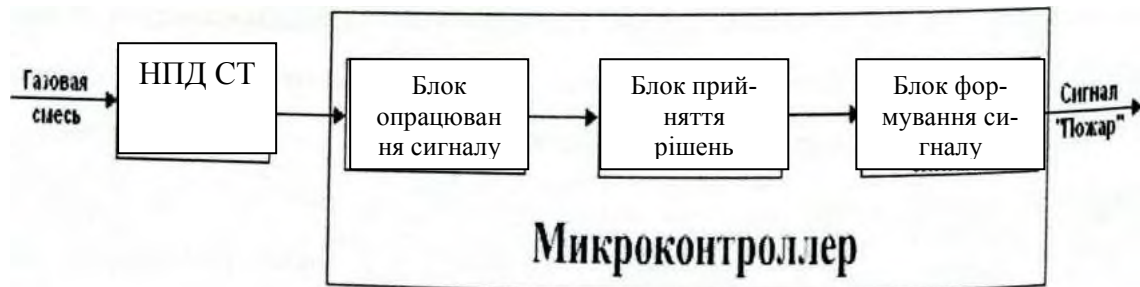 Газовая
смесь
НПД СТ
Блок
опрацюван
ня сигналу
Блок прий-
няття
рішень
Блок фор-
мування си-
гналу
Сигнал
"Пожар"
Микроконтроллер